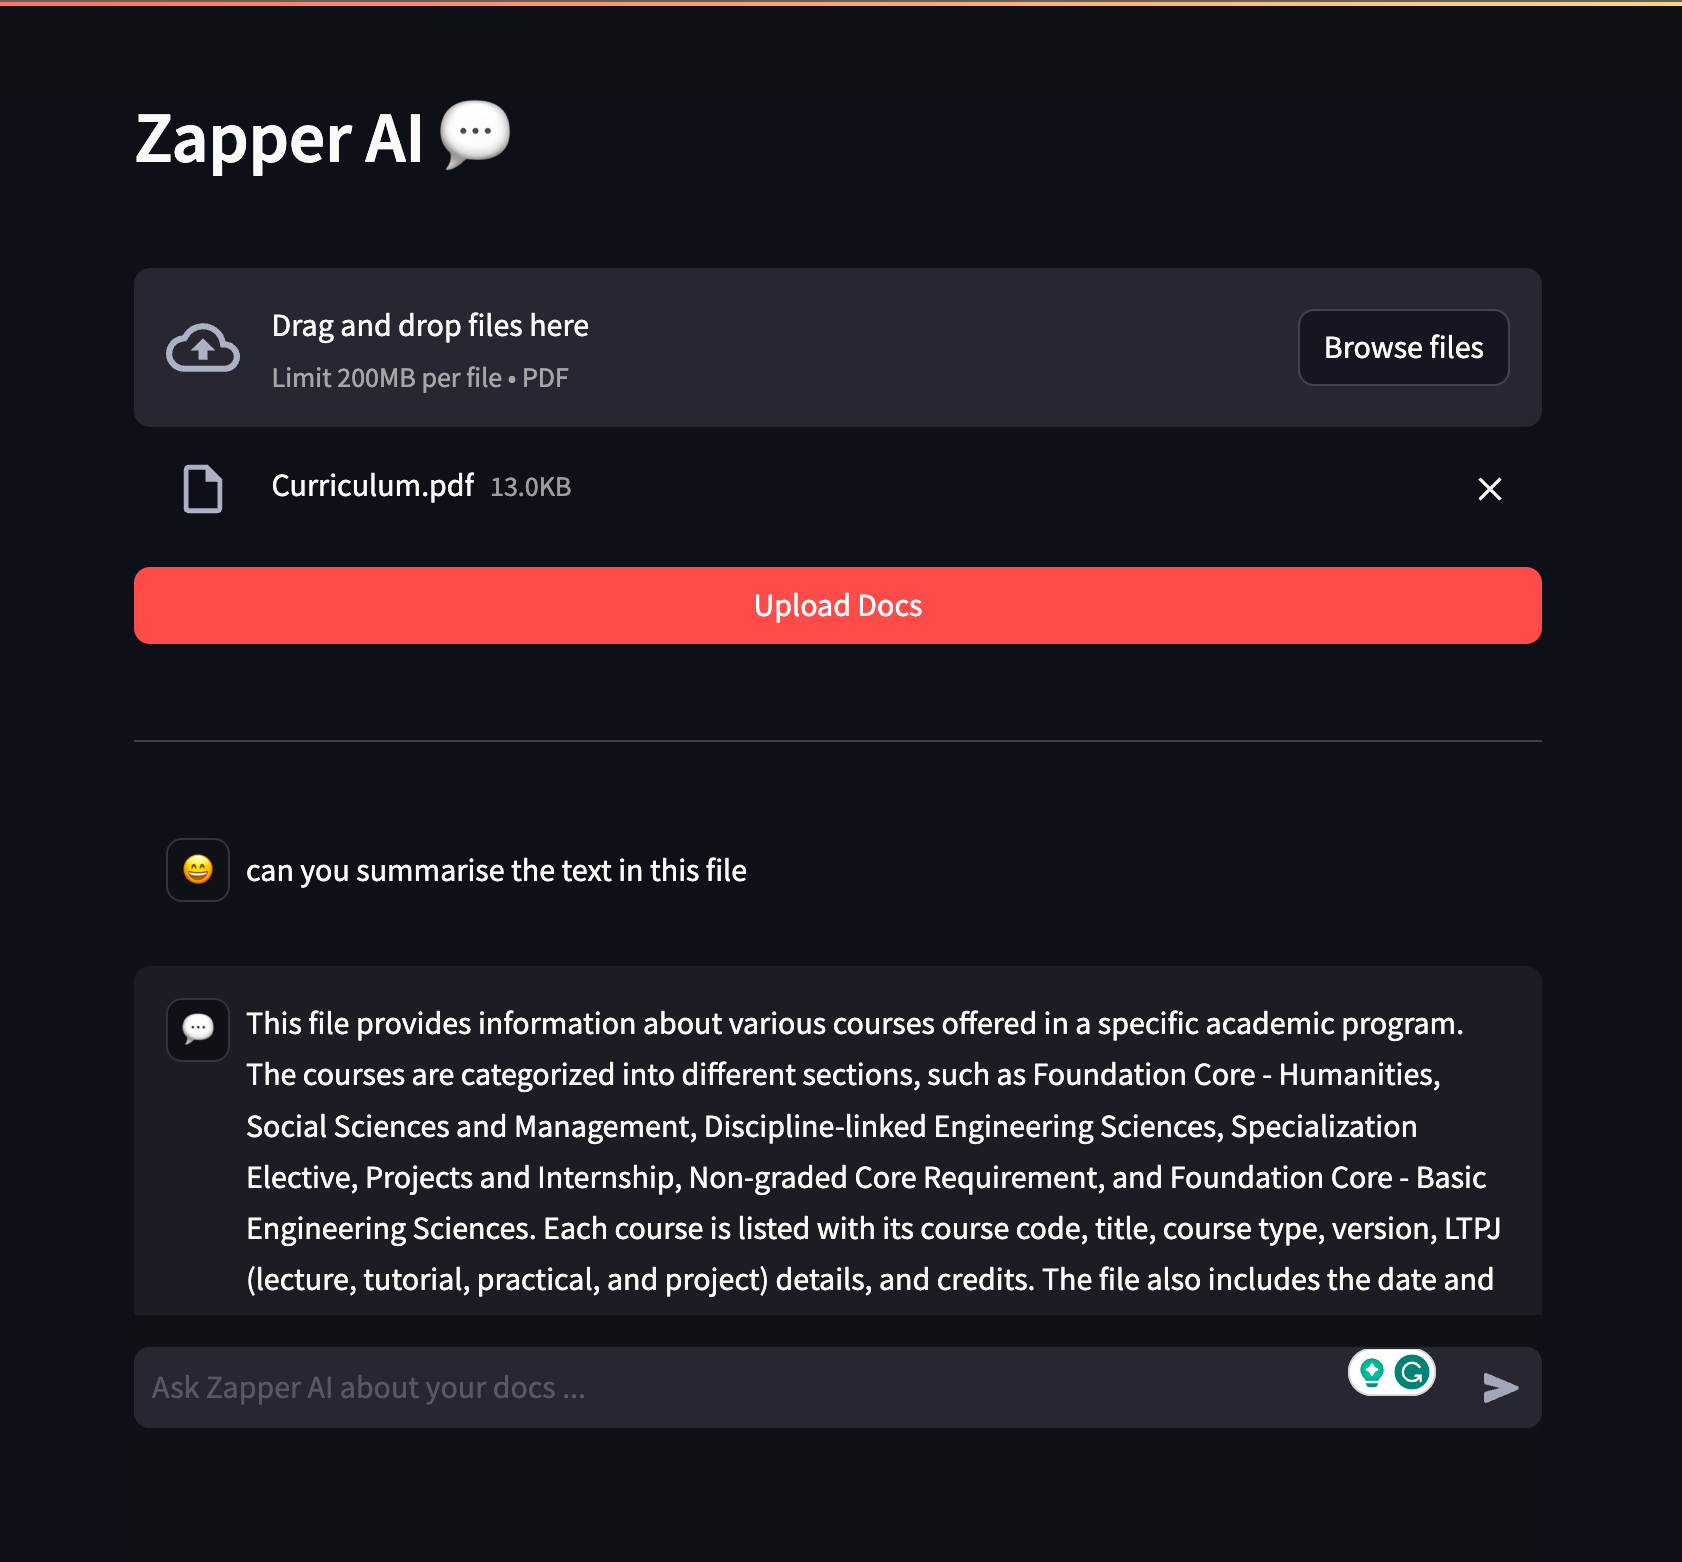 Zapper AI
Drag and drop files here
Limit 200MB per file • PDF
Browse files
Curriculum.pdf 13.0KB
Upload Docs
can you summarise the text in this file
This file provides information about various courses offered in a specific academic program.
The courses are categorized into different sections, such as Foundation Core - Humanities,
Social Sciences and Management, Discipline-linked Engineering Sciences, Specialization
Elective, Projects and Internship, Non-graded Core Requirement, and Foundation Core - Basic
Engineering Sciences. Each course is listed with its course code, title, course type, version, LTPJ
(lecture, tutorial, practical, and project) details, and credits. The file also includes the date and
Ask Zapper AI about your docs ...